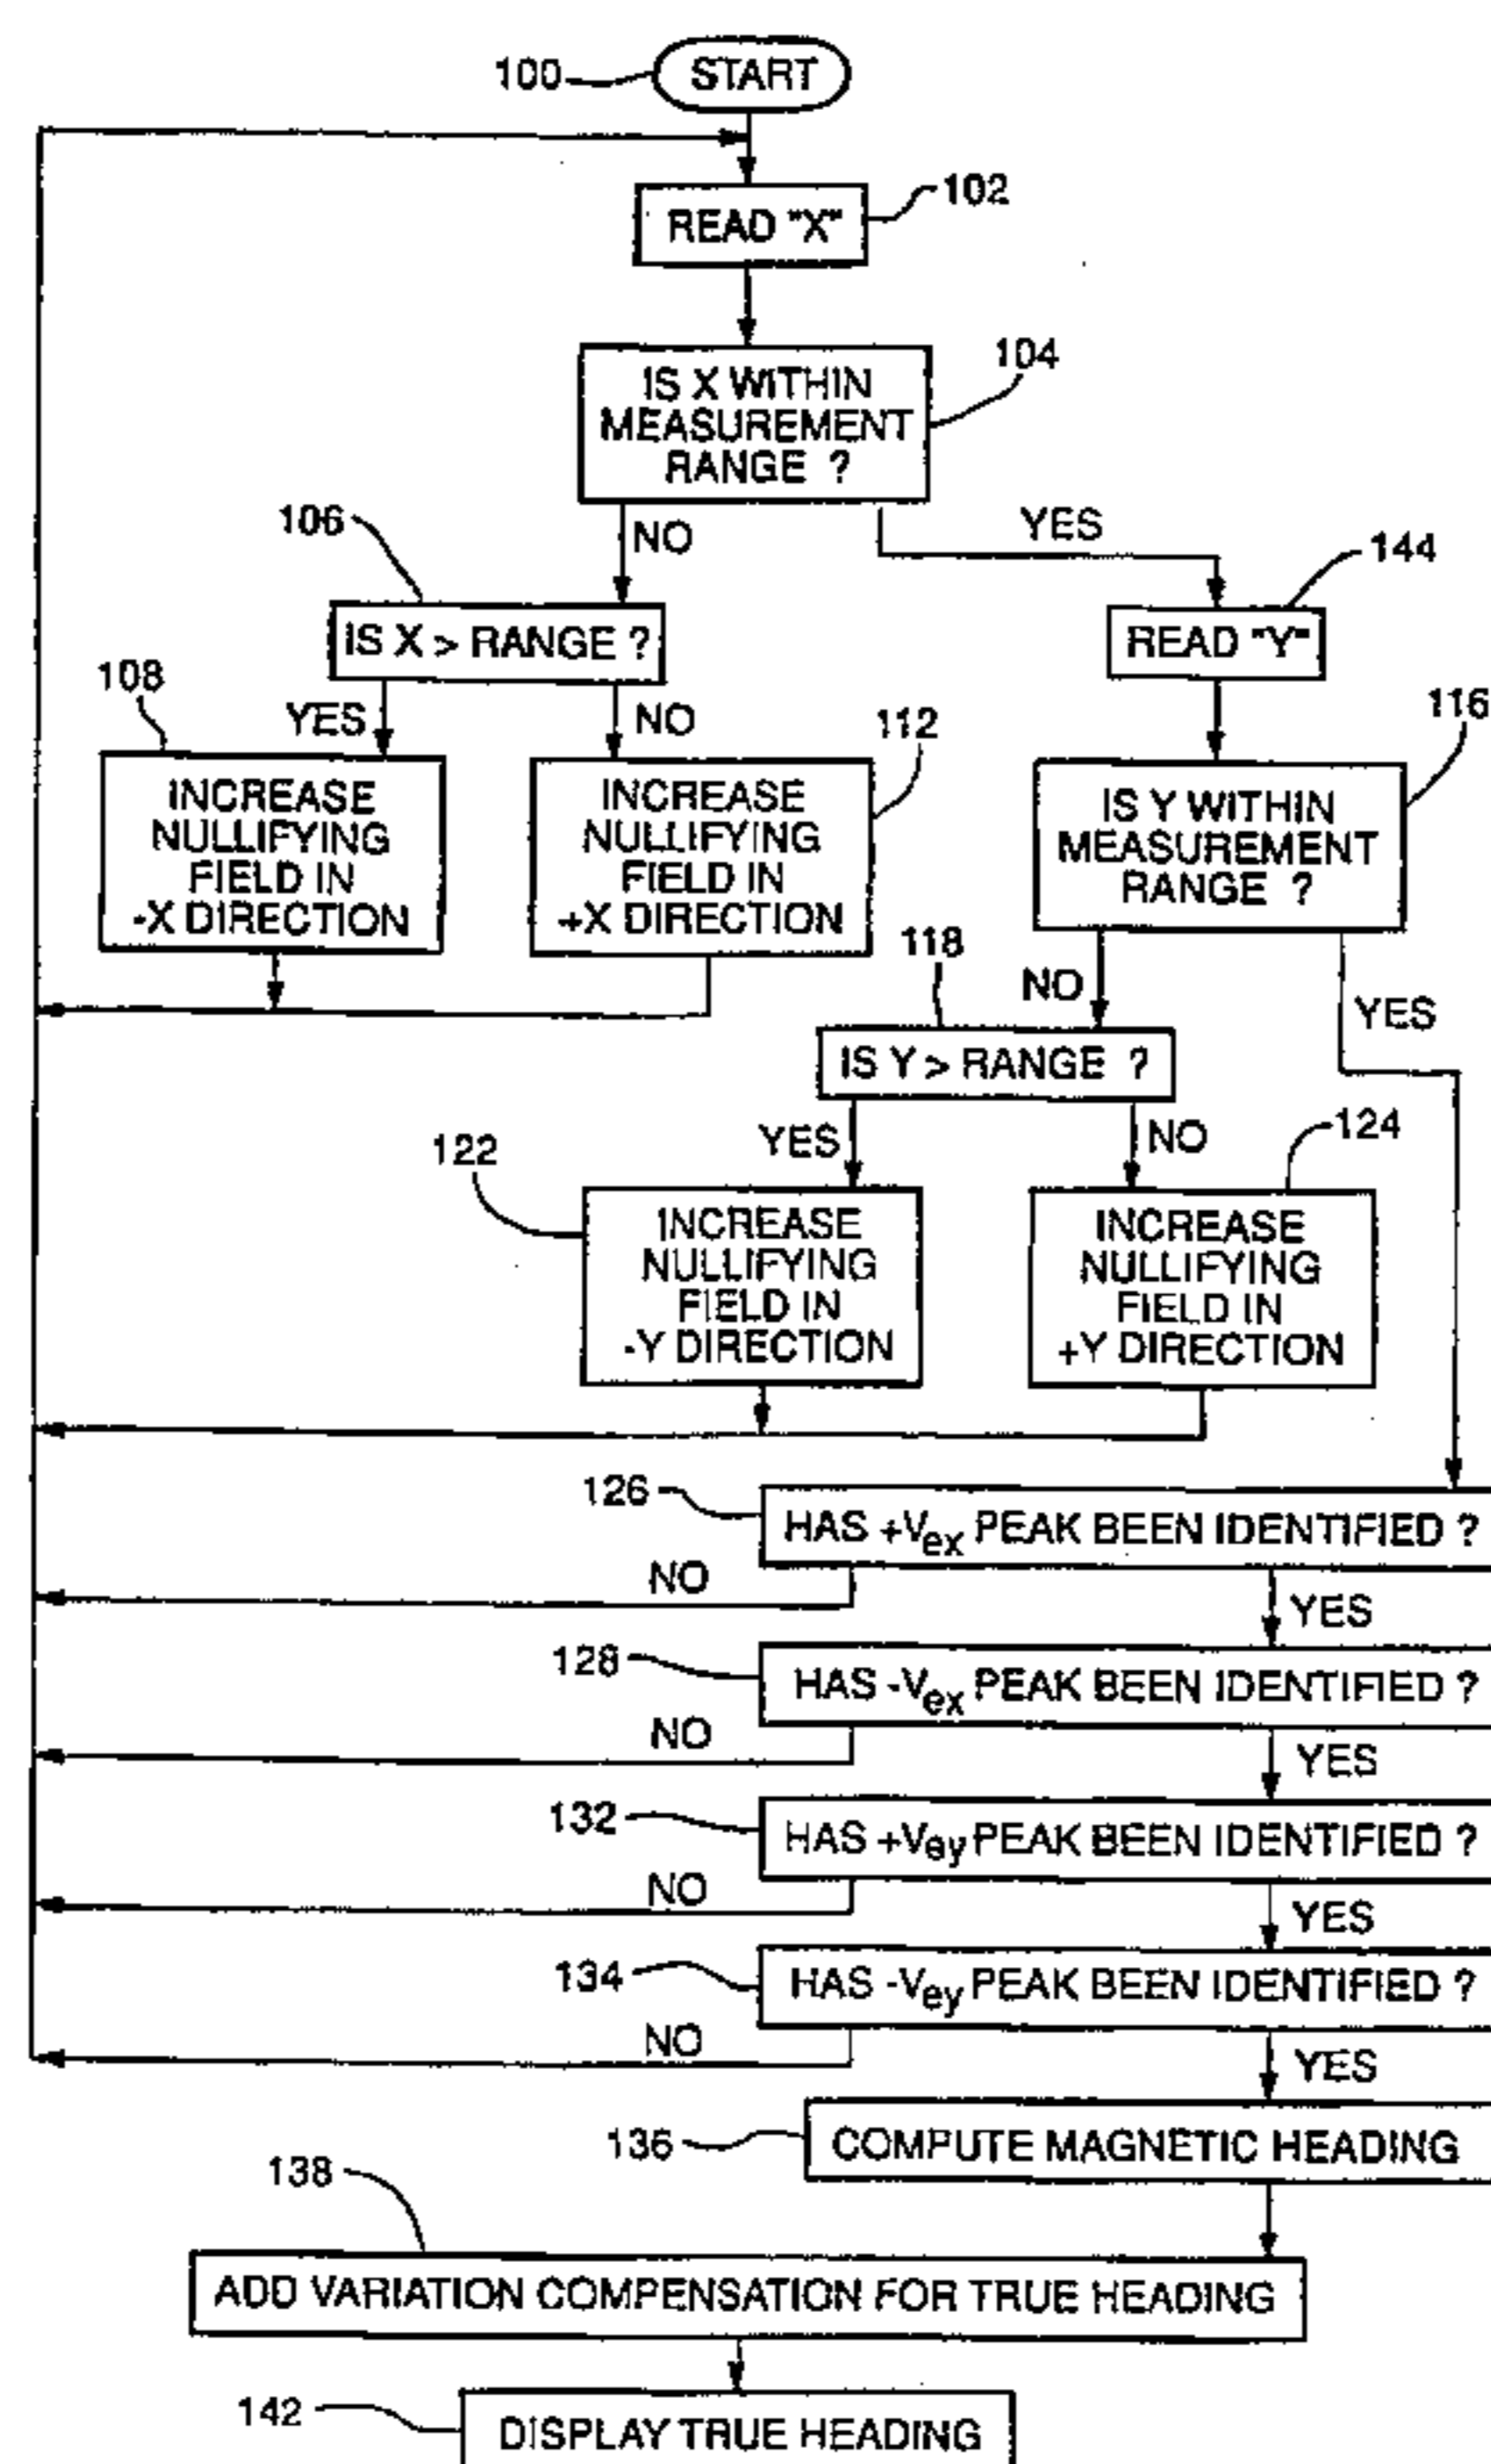 100
START
102
READ "X"
104
IS X WITHIN
MEASUREMENT
RANGE ?
106
NO
YES
144
IS X > RANGE ?
READ "Y"
108
YES
NO
112
116
INCREASE
NULLIFYING
FIELD IN
-X DIRECTION
INCREASE
NULLIFYING
FIELD IN
+X DIRECTION
IS Y WITHIN
MEASUREMENT
RANGE ?
118
NO
YES
IS Y > RANGE ?
122
YES
NO
124
INCREASE
NULLIFYING
FIELD IN
-Y DIRECTION
INCREASE
NULLIFYING
FIELD IN
+Y DIRECTION
126
HAS +Vex PEAK BEEN IDENTIFIED ?
NO
YES
128
HAS -Vex PEAK BEEN IDENTIFIED ?
NO
YES
132
HAS +Vey PEAK BEEN IDENTIFIED ?
NO
YES
134
HAS -Vey PEAK BEEN IDENTIFIED ?
NO
YES
136
COMPUTE MAGNETIC HEADING
138
ADD VARIATION COMPENSATION FOR TRUE HEADING
142
DISPLAY TRUE HEADING